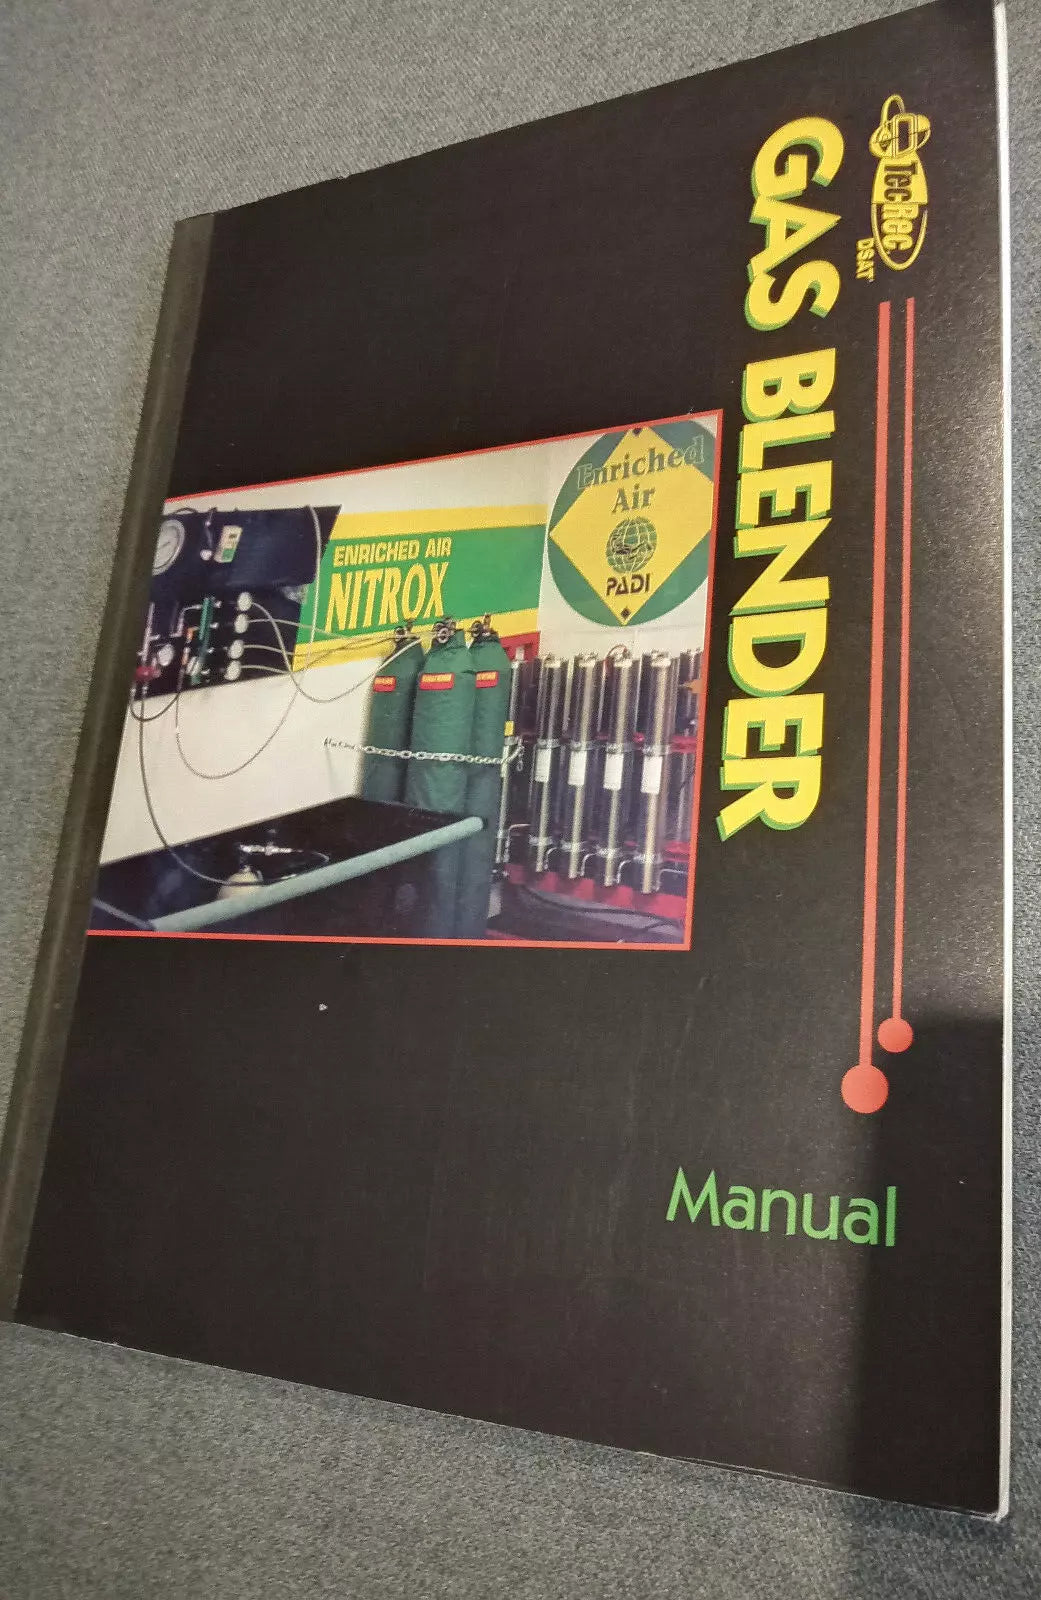 TecRec
DSAT
GAS BLENDER
Enriched
Air
PADI
ENRICHED AIR
NITROX
Manual